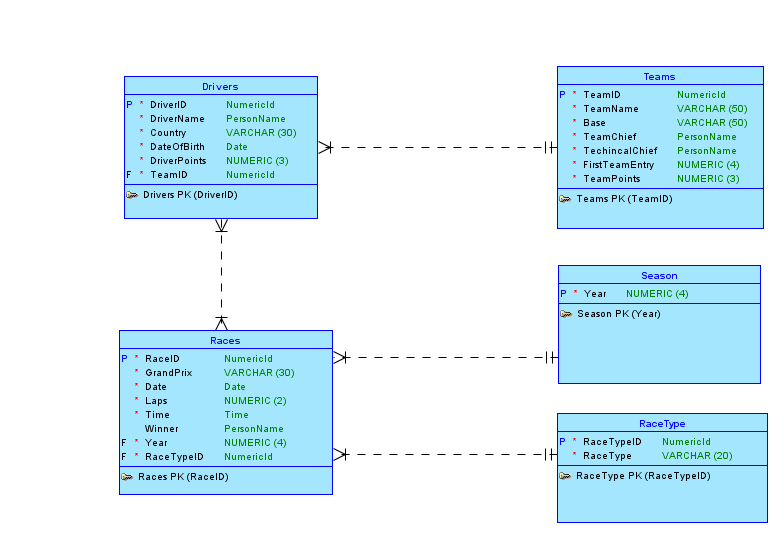 Drivers
P * DriverID NumericId
* DriverName PersonName
* Country VARCHAR (30)
* DateOfBirth Date
* DriverPoints NUMERIC (3)
F * TeamID NumericId
Drivers PK (DriverID)
Teams
P * TeamID NumericId
* TeamName VARCHAR (50)
* Base VARCHAR (50)
* TeamChief PersonName
* TechincalChief PersonName
* FirstTeamEntry NUMERIC (4)
* TeamPoints NUMERIC (3)
Teams PK (TeamID)
Season
P * Year NUMERIC (4)
Season PK (Year)
Races
P * RaceID NumericId
* GrandPrix VARCHAR (30)
* Date Date
* Laps NUMERIC (2)
* Time Time
Winner PersonName
F * Year NUMERIC (4)
F * RaceTypeID NumericId
Races PK (RaceID)
RaceType
P * RaceTypeID NumericId
* RaceType VARCHAR (20)
RaceType PK (RaceTypeID)